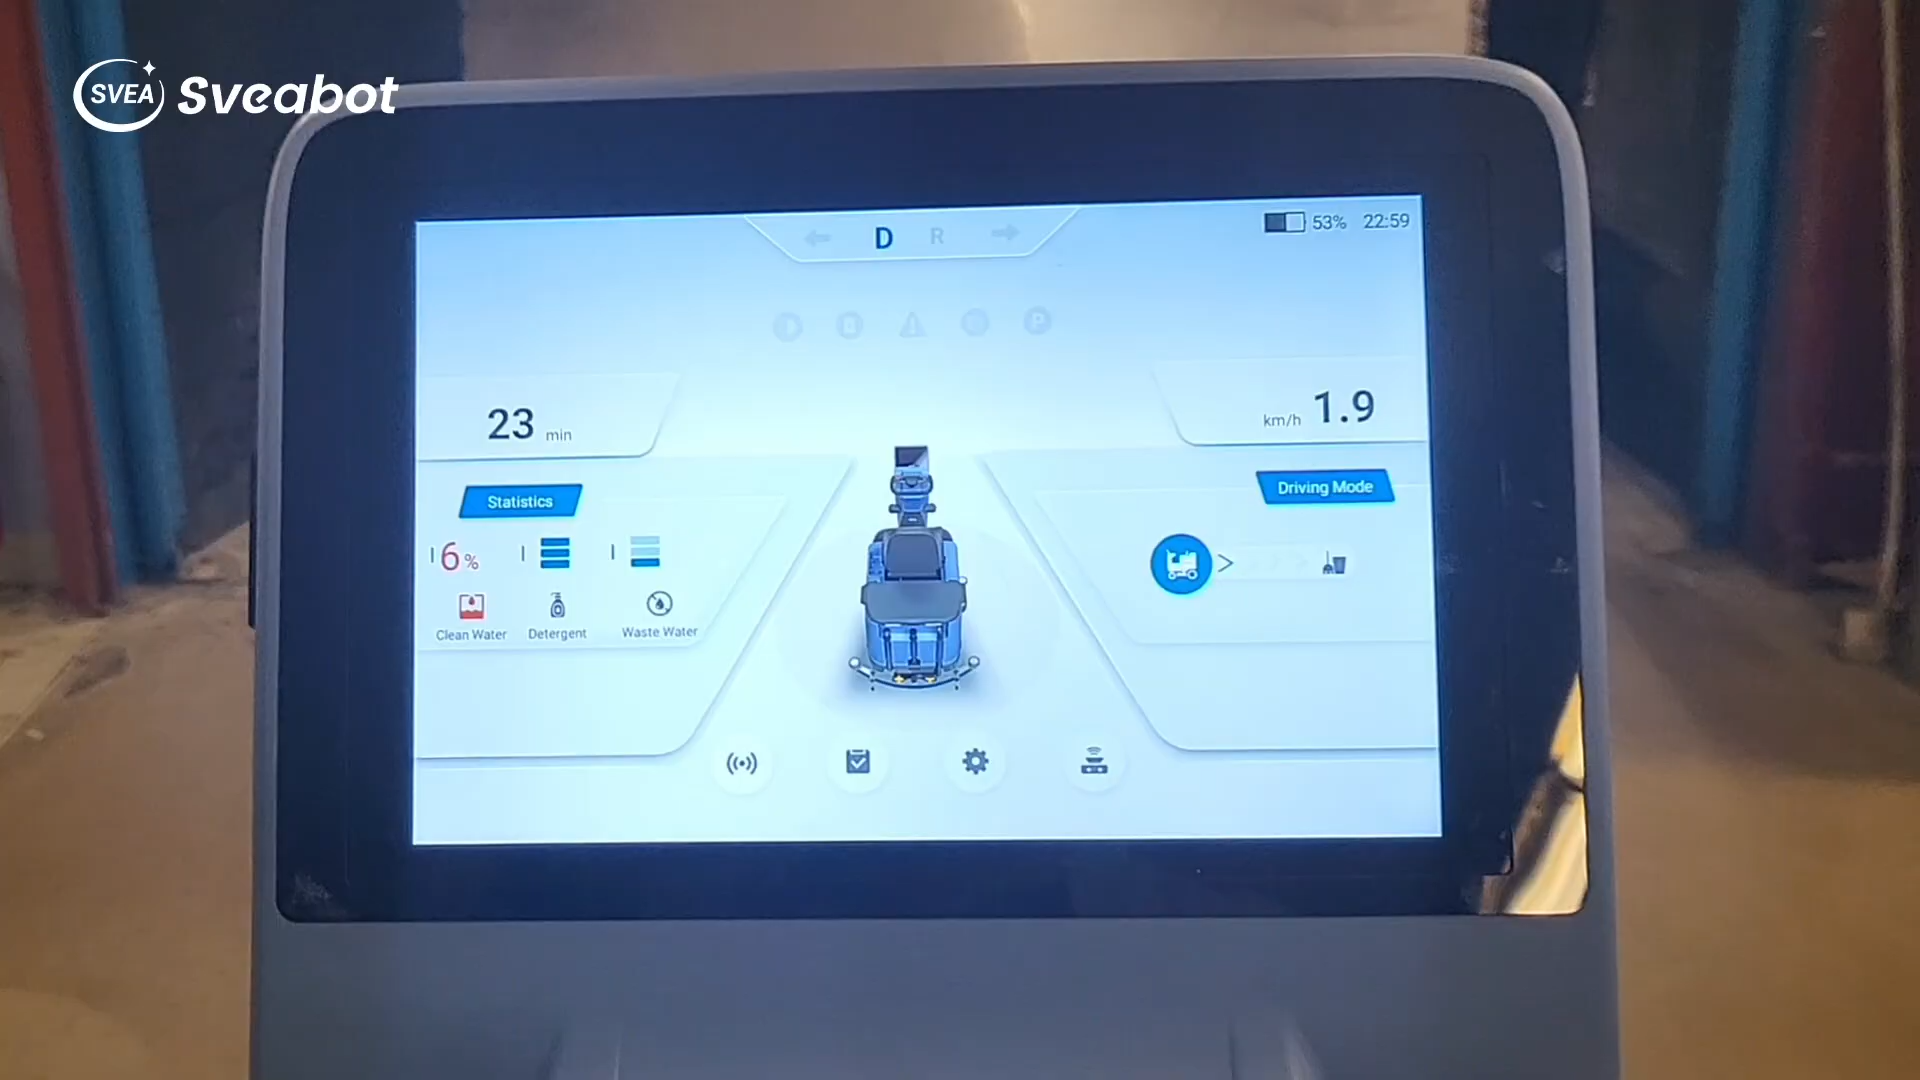 SVEA Sveabot
D R
53% 22:59
P
23 min
km/h 1.9
Statistics
Driving Mode
6%
Clean Water Detergent Waste Water